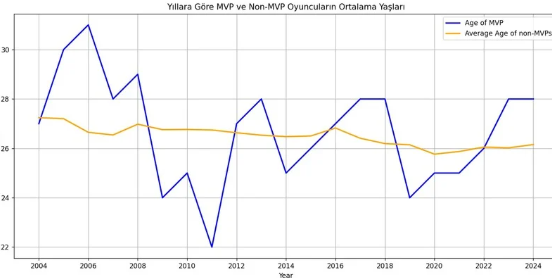 Yıllara Göre MVP ve Non-MVP Oyuncuların Ortalama Yaşları
Age of MVP
Average Age of non-MVPs
30
28
26
24
22
2004 2006 2008 2010 2012 2014 2016 2018 2020 2022 2024
Year